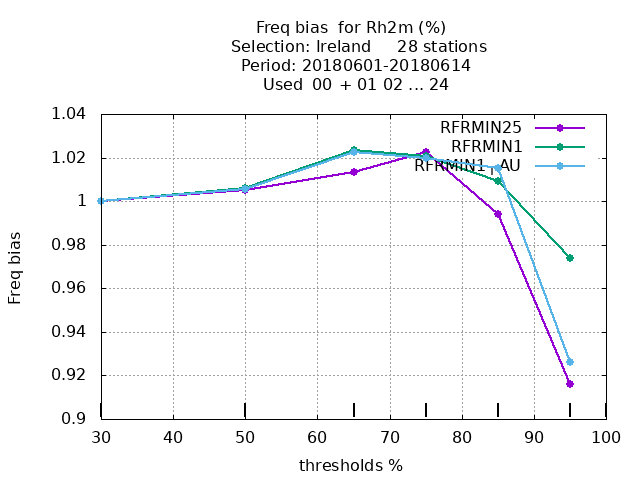 Freq bias  for Rh2m (%)
Selection: Ireland     28 stations
Period: 20180601-20180614
Used  00 + 01 02 ... 24
1.04
1.02
1
0.98
0.96
0.94
0.92
0.9
Freq bias
RFRMIN25
RFRMIN1
RFRMIN1_AU
30 40 50 60 70 80 90 100
thresholds %